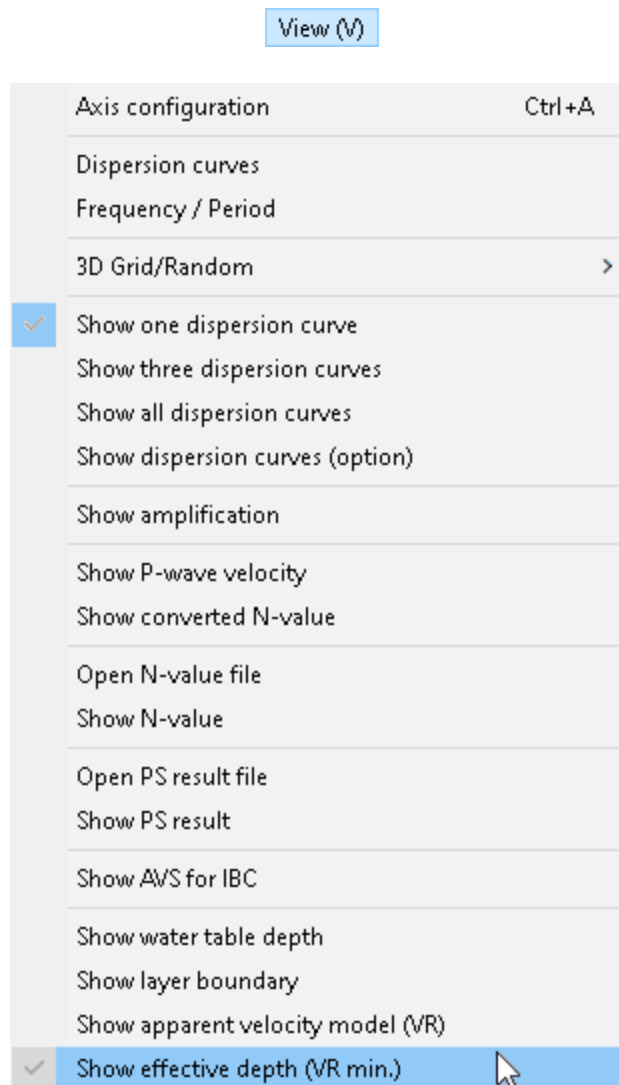 View (V)
Axis configuration Ctrl+A
Dispersion curves
Frequency / Period
3D Grid/Random
Show one dispersion curve
Show three dispersion curves
Show all dispersion curves
Show dispersion curves (option)
Show amplification
Show P-wave velocity
Show converted N-value
Open N-value file
Show N-value
Open PS result file
Show PS result
Show AVS for IBC
Show water table depth
Show layer boundary
Show apparent velocity model (VR)
Show effective depth (VR min.)